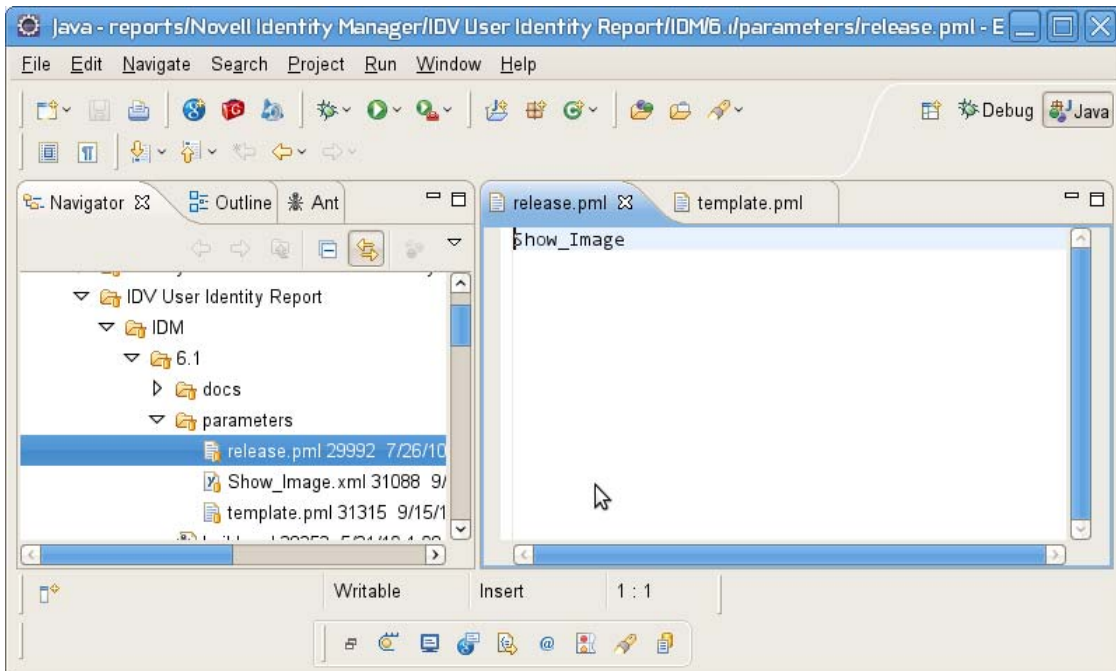 Java - reports/Novell Identity Manager/IDV User Identity Report/IDM/6.1/parameters/release.pml - E
File Edit Navigate Search Project Run Window Help
Debug Java
Navigator Outline Ant
release.pml template.pml
Show_Image
IDV User Identity Report
IDM
6.1
docs
parameters
release.pml 29992 7/26/10
Show_Image.xml 31088 9/
template.pml 31315 9/15/1
Writable Insert 1 : 1